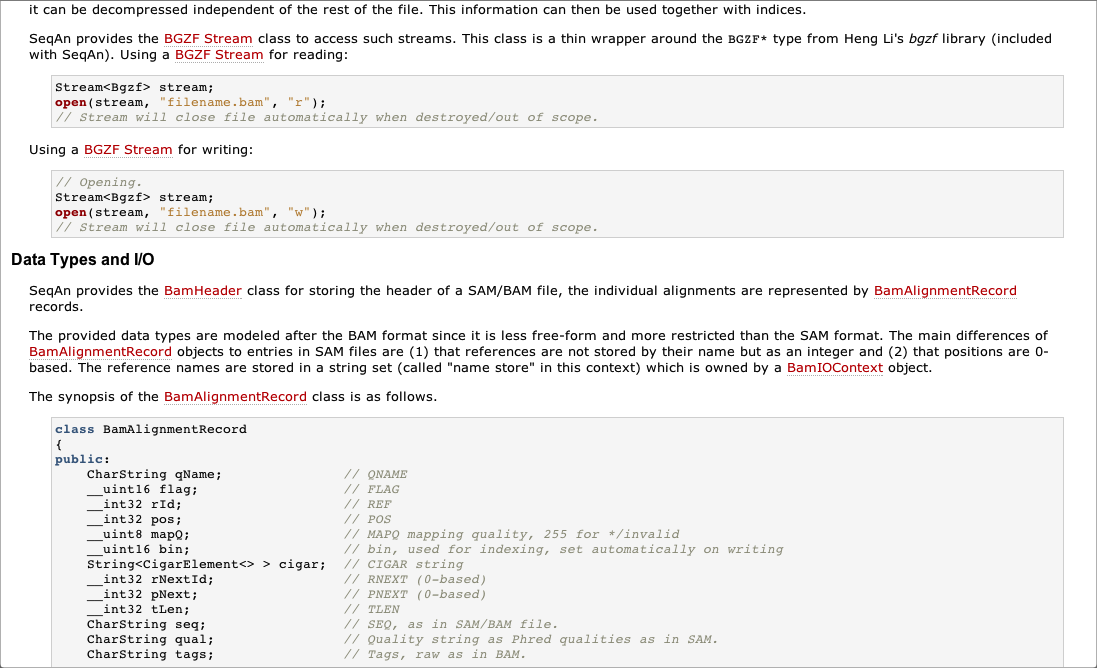 it can be decompressed independent of the rest of the file. This information can then be used together with indices.
SeqAn provides the BGZF Stream class to access such streams. This class is a thin wrapper around the BGZF* type from Heng Li's bgzf library (included
with SeqAn). Using a BGZF Stream for reading:
Stream<Bgzf> stream;
open(stream, "filename.bam", "r");
// Stream will close file automatically when destroyed/out of scope.
Using a BGZF Stream for writing:
// Opening.
Stream<Bgzf> stream;
open(stream, "filename.bam", "w");
// Stream will close file automatically when destroyed/out of scope.
Data Types and I/O
SeqAn provides the BamHeader class for storing the header of a SAM/BAM file, the individual alignments are represented by BamAlignmentRecord
records.
The provided data types are modeled after the BAM format since it is less free-form and more restricted than the SAM format. The main differences of
BamAlignmentRecord objects to entries in SAM files are (1) that references are not stored by their name but as an integer and (2) that positions are 0-
based. The reference names are stored in a string set (called "name store" in this context) which is owned by a BamIOContext object.
The synopsis of the BamAlignmentRecord class is as follows.
class BamAlignmentRecord
{
public:
    CharString qName;               // QNAME
    __uint16 flag;                  // FLAG
    __int32 rId;                    // REF
    __int32 pos;                    // POS
    __uint8 mapQ;                   // MAPQ mapping quality, 255 for */invalid
    __uint16 bin;                   // bin, used for indexing, set automatically on writing
    String<CigarElement<> > cigar;  // CIGAR string
    __int32 rNextId;                // RNEXT (0-based)
    __int32 pNext;                  // PNEXT (0-based)
    __int32 tLen;                   // TLEN
    CharString seq;                 // SEQ, as in SAM/BAM file.
    CharString qual;                // Quality string as Phred qualities as in SAM.
    CharString tags;                // Tags, raw as in BAM.